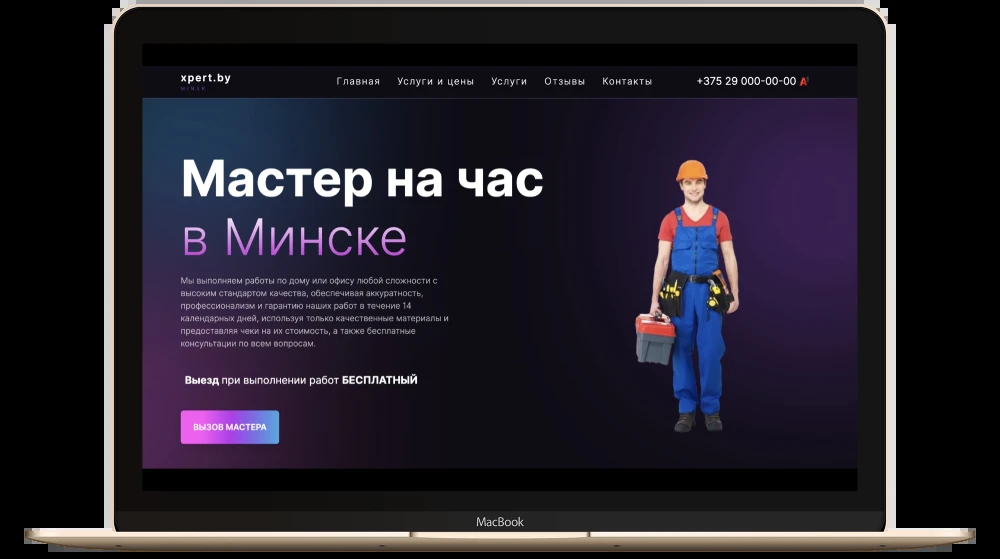 xpert.by
MINSK
Главная Услуги и цены Услуги Отзывы Контакты
+375 29 000-00-00 A!
Мастер на час
в Минске
Мы выполняем работы по дому или офису любой сложности с
высоким стандартом качества, обеспечивая аккуратность,
профессионализм и гарантию наших работ в течение 14
календарных дней, используя только качественные материалы и
предоставляя чеки на их стоимость, а также бесплатные
консультации по всем вопросам.
Выезд при выполнении работ БЕСПЛАТНЫЙ
ВЫЗОВ МАСТЕРА
MacBook